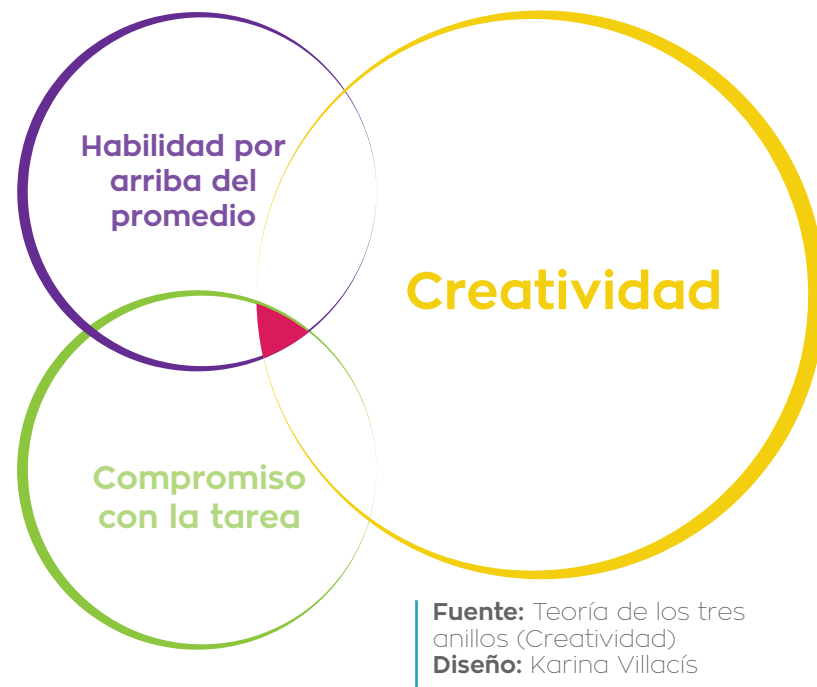 Habilidad por
arriba del
promedio
Creatividad
Compromiso
con la tarea
Fuente: Teoría de los tres
anillos (Creatividad)
Diseño: Karina Villacís